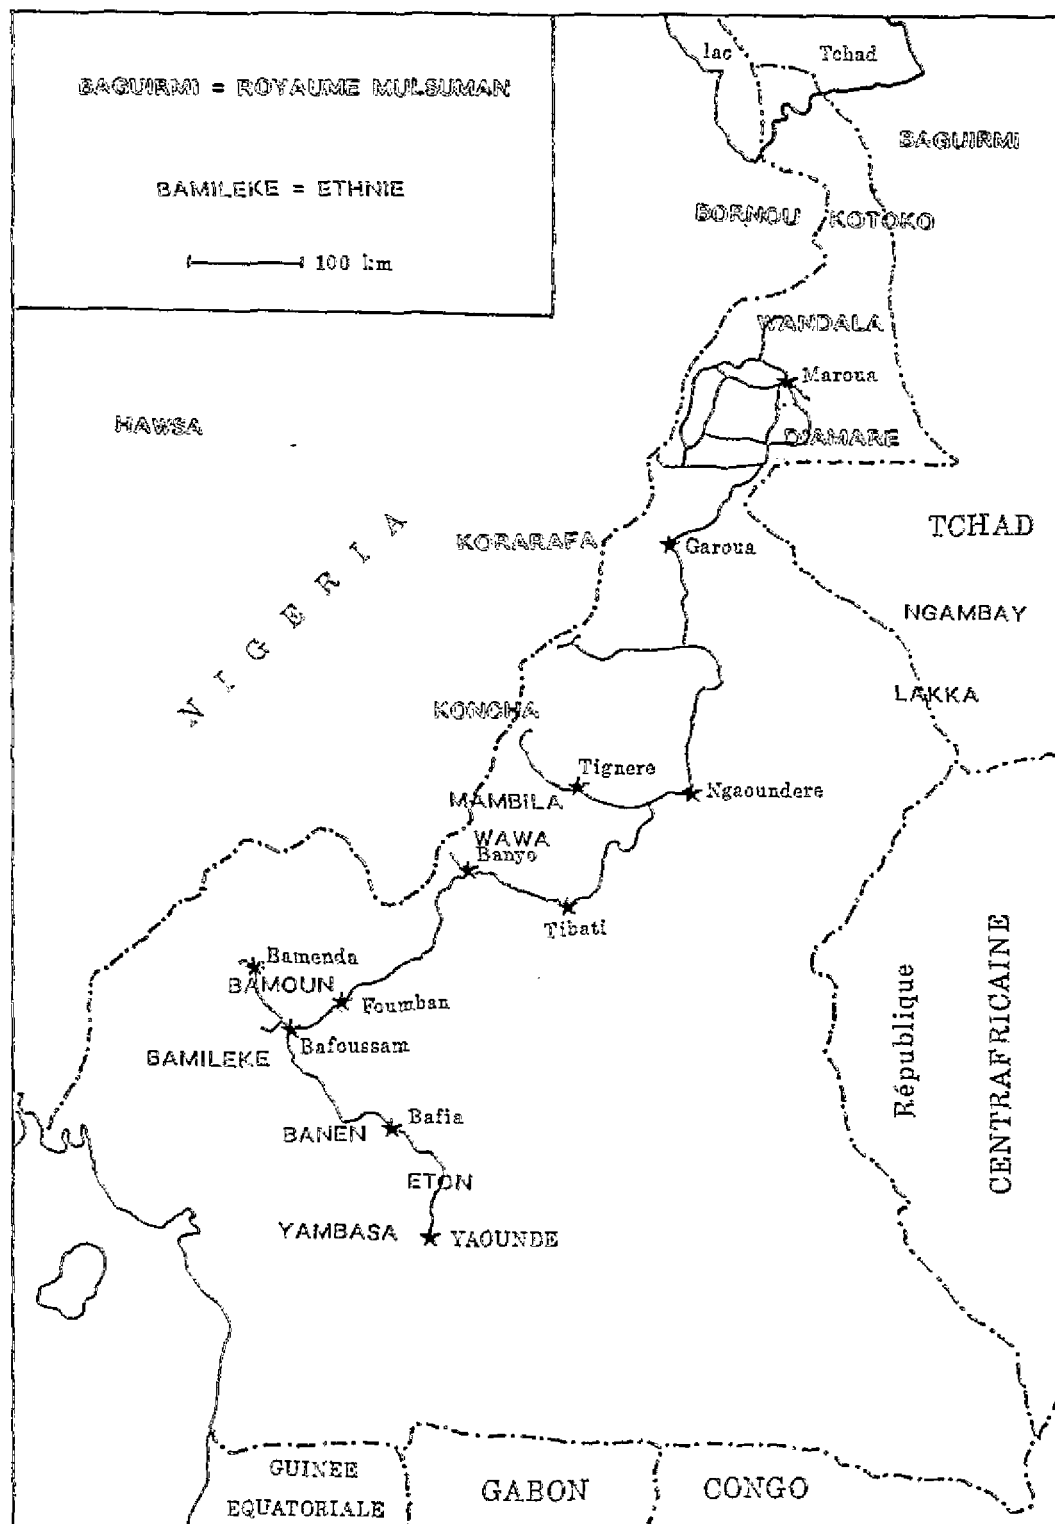 BAGUIRMI = ROYAUME MULSUMAN
BAMILEKE = ETHNIE
100 km
lac Tchad
BAGUIRMI
BORNOU KOTOKO
WANDALA
Maroua
HAWSA
DJAMARE
TCHAD
KORARAFA
Garoua
NIGERIA
NGAMBAY
LAKKA
KONCHA
Tignere
MAMBILA
Ngaoundere
WAWA
Banyo
Tibati
Bamenda
BAMOUN
Foumban
Bafoussam
BAMILEKE
République
CENTRAFRICAINE
Bafia
BANEN
ETON
YAMBASA
YAOUNDE
GUINEE
EQUATORIALE
GABON
CONGO